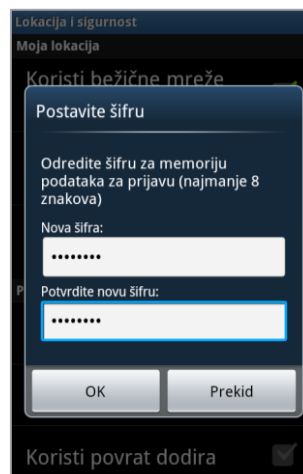 Lokacija i sigurnost
Moja lokacija
Koristi bežične mreže
Postavite šifru
Odredite šifru za memoriju
podataka za prijavu (najmanje 8
znakova)
Nova šifra:
••••••••
Potvrdite novu šifru:
••••••••
P
OK Prekid
Koristi povrat dodira